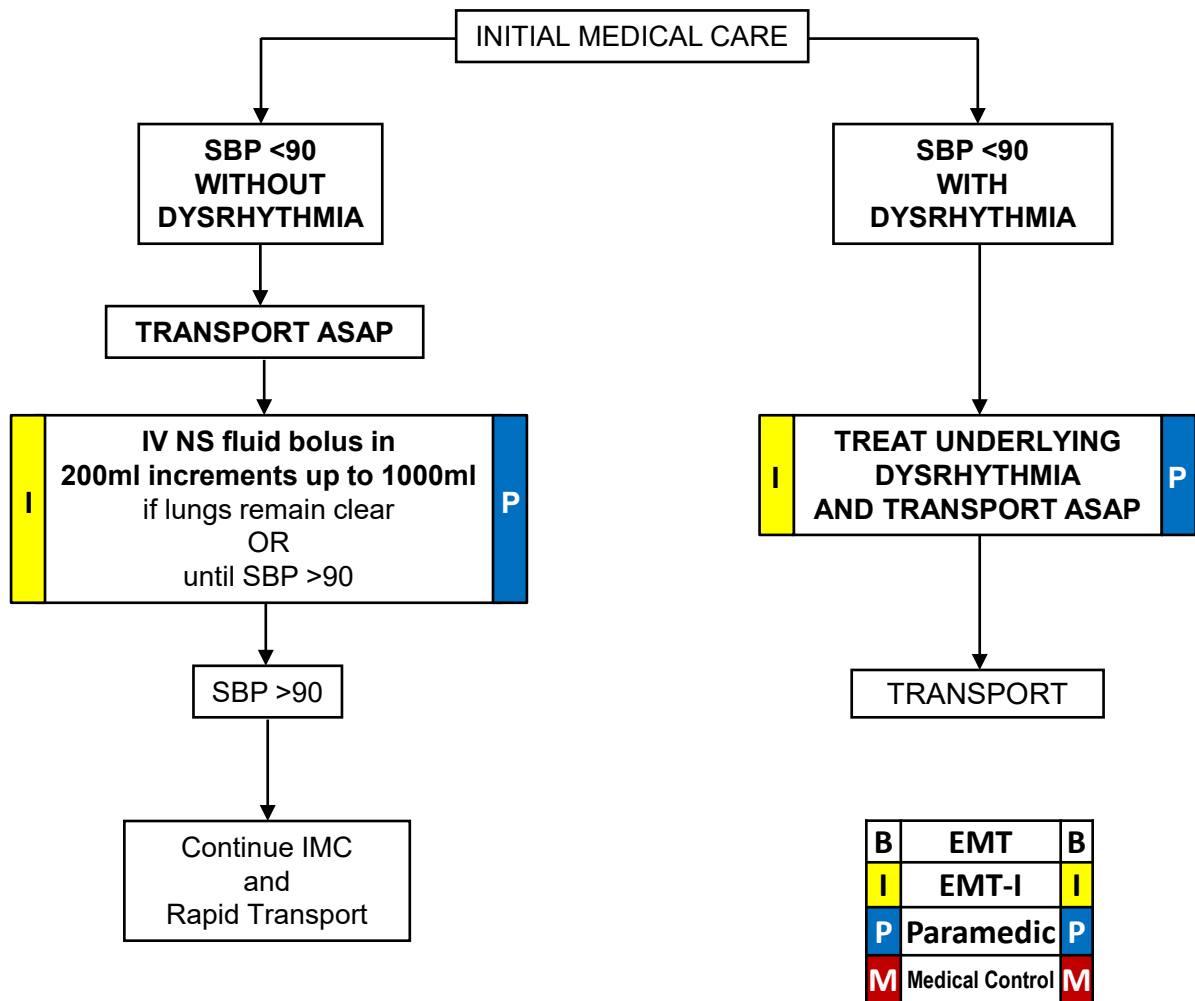 INITIAL MEDICAL CARE
SBP <90
WITHOUT
DYSRHYTHMIA
TRANSPORT ASAP
I
IV NS fluid bolus in
200ml increments up to 1000ml
if lungs remain clear
OR
until SBP >90
P
SBP >90
Continue IMC
and
Rapid Transport
SBP <90
WITH
DYSRHYTHMIA
I
TREAT UNDERLYING
DYSRHYTHMIA
AND TRANSPORT ASAP
P
TRANSPORT
B EMT B
I EMT-I I
P Paramedic P
M Medical Control M